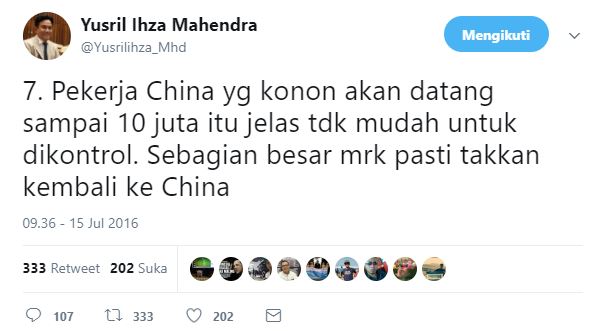 Yusril Ihza Mahendra
@Yusrilihza_Mhd
Mengikuti
7. Pekerja China yg konon akan datang
sampai 10 juta itu jelas tdk mudah untuk
dikontrol. Sebagian besar mrk pasti takkan
kembali ke China
09.36 - 15 Jul 2016
333 Retweet 202 Suka
107 333 202